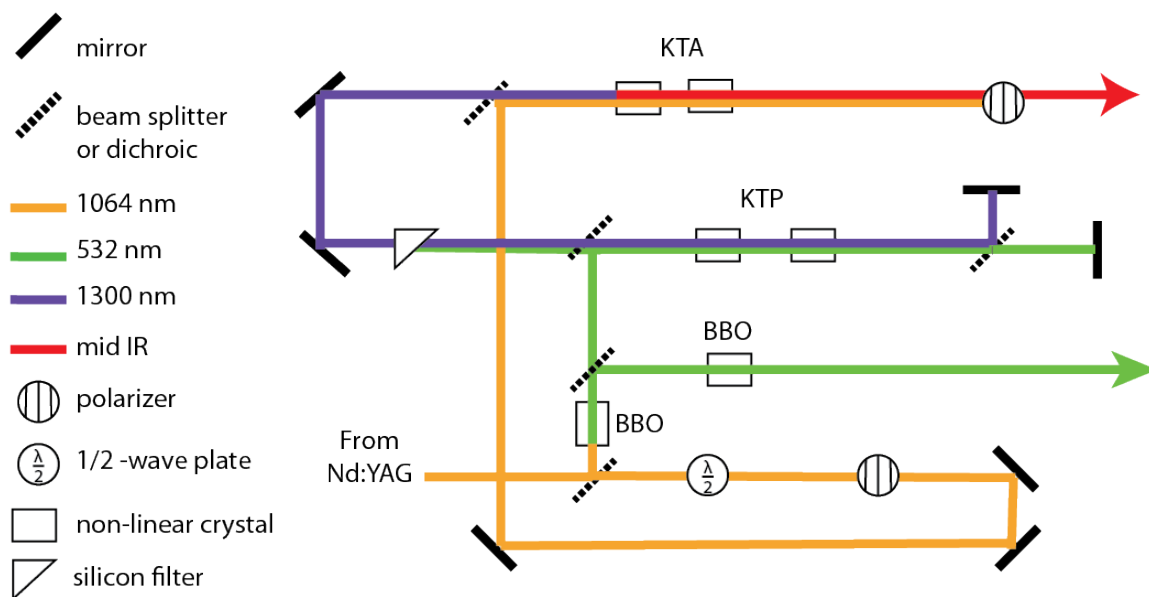 mirror
beam splitter
or dichroic
1064 nm
532 nm
1300 nm
mid IR
polarizer
λ
2
1/2 -wave plate
non-linear crystal
silicon filter
KTA
KTP
BBO
BBO
From
Nd:YAG
λ
2